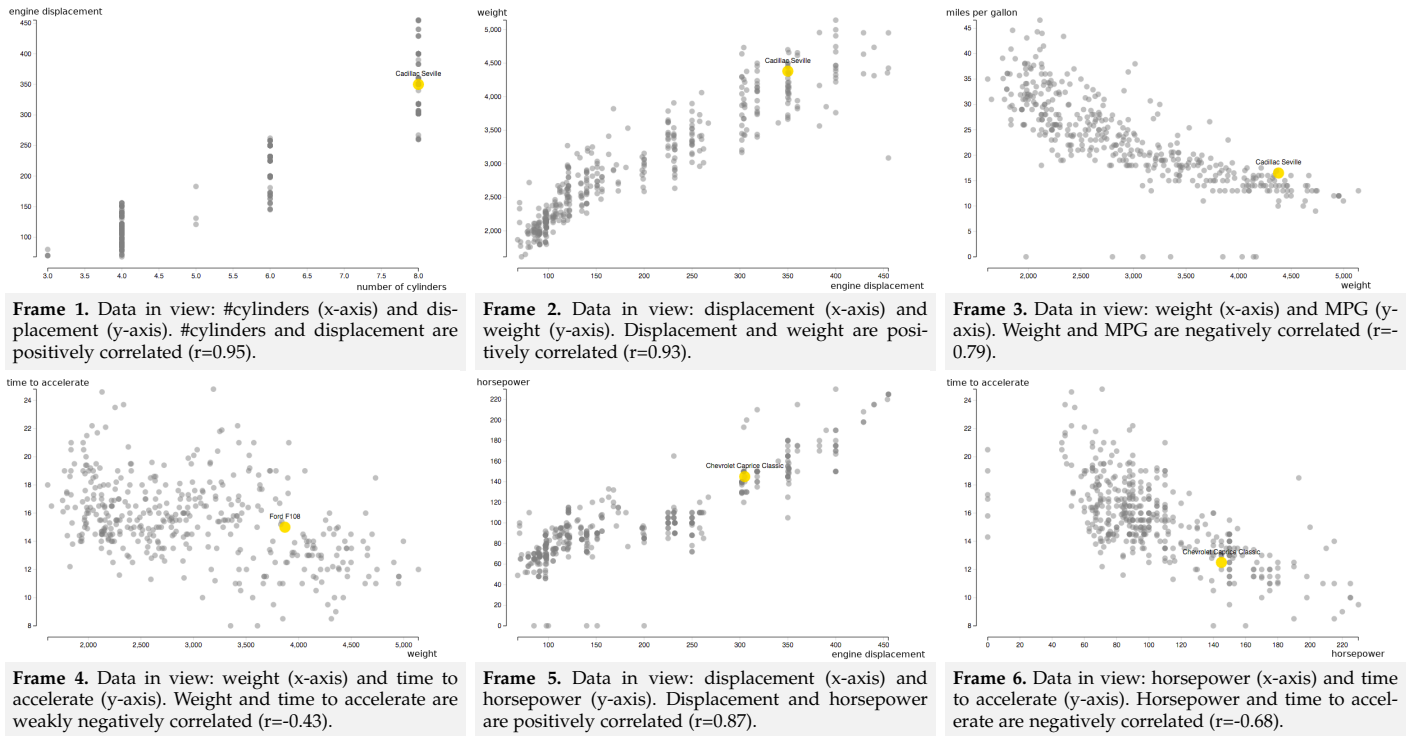 engine displacement
450
400
350
300
250
200
150
100
Cadillac Seville
3.0 3.5 4.0 4.5 5.0 5.5 6.0 6.5 7.0 7.5 8.0
number of cylinders
Frame 1. Data in view: #cylinders (x-axis) and dis-
placement (y-axis). #cylinders and displacement are
positively correlated (r=0.95).
weight
5,000
4,500
4,000
3,500
3,000
2,500
2,000
Cadillac Seville
100 150 200 250 300 350 400 450
engine displacement
Frame 2. Data in view: displacement (x-axis) and
weight (y-axis). Displacement and weight are posi-
tively correlated (r=0.93).
miles per gallon
45
40
35
30
25
20
15
10
5
0
Cadillac Seville
2,000 2,500 3,000 3,500 4,000 4,500 5,000
weight
Frame 3. Data in view: weight (x-axis) and MPG (y-
axis). Weight and MPG are negatively correlated (r=-
0.79).
time to accelerate
24
22
20
18
16
14
12
10
8
Ford F108
2,000 2,500 3,000 3,500 4,000 4,500 5,000
weight
Frame 4. Data in view: weight (x-axis) and time to
accelerate (y-axis). Weight and time to accelerate are
weakly negatively correlated (r=-0.43).
horsepower
220
200
180
160
140
120
100
80
60
40
20
0
Chevrolet Caprice Classic
100 150 200 250 300 350 400 450
engine displacement
Frame 5. Data in view: displacement (x-axis) and
horsepower (y-axis). Displacement and horsepower
are positively correlated (r=0.87).
time to accelerate
24
22
20
18
16
14
12
10
8
Chevrolet Caprice Classic
0 20 40 60 80 100 120 140 160 180 200 220
horsepower
Frame 6. Data in view: horsepower (x-axis) and time
to accelerate (y-axis). Horsepower and time to accel-
erate are negatively correlated (r=-0.68).